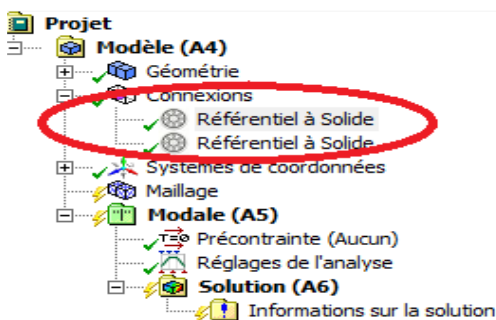 Projet
Modèle (A4)
Géométrie
Connexions
Référentiel à Solide
Référentiel à Solide
Systèmes de coordonnées
Maillage
Modale (A5)
Précontrainte (Aucun)
Réglages de l'analyse
Solution (A6)
Informations sur la solution